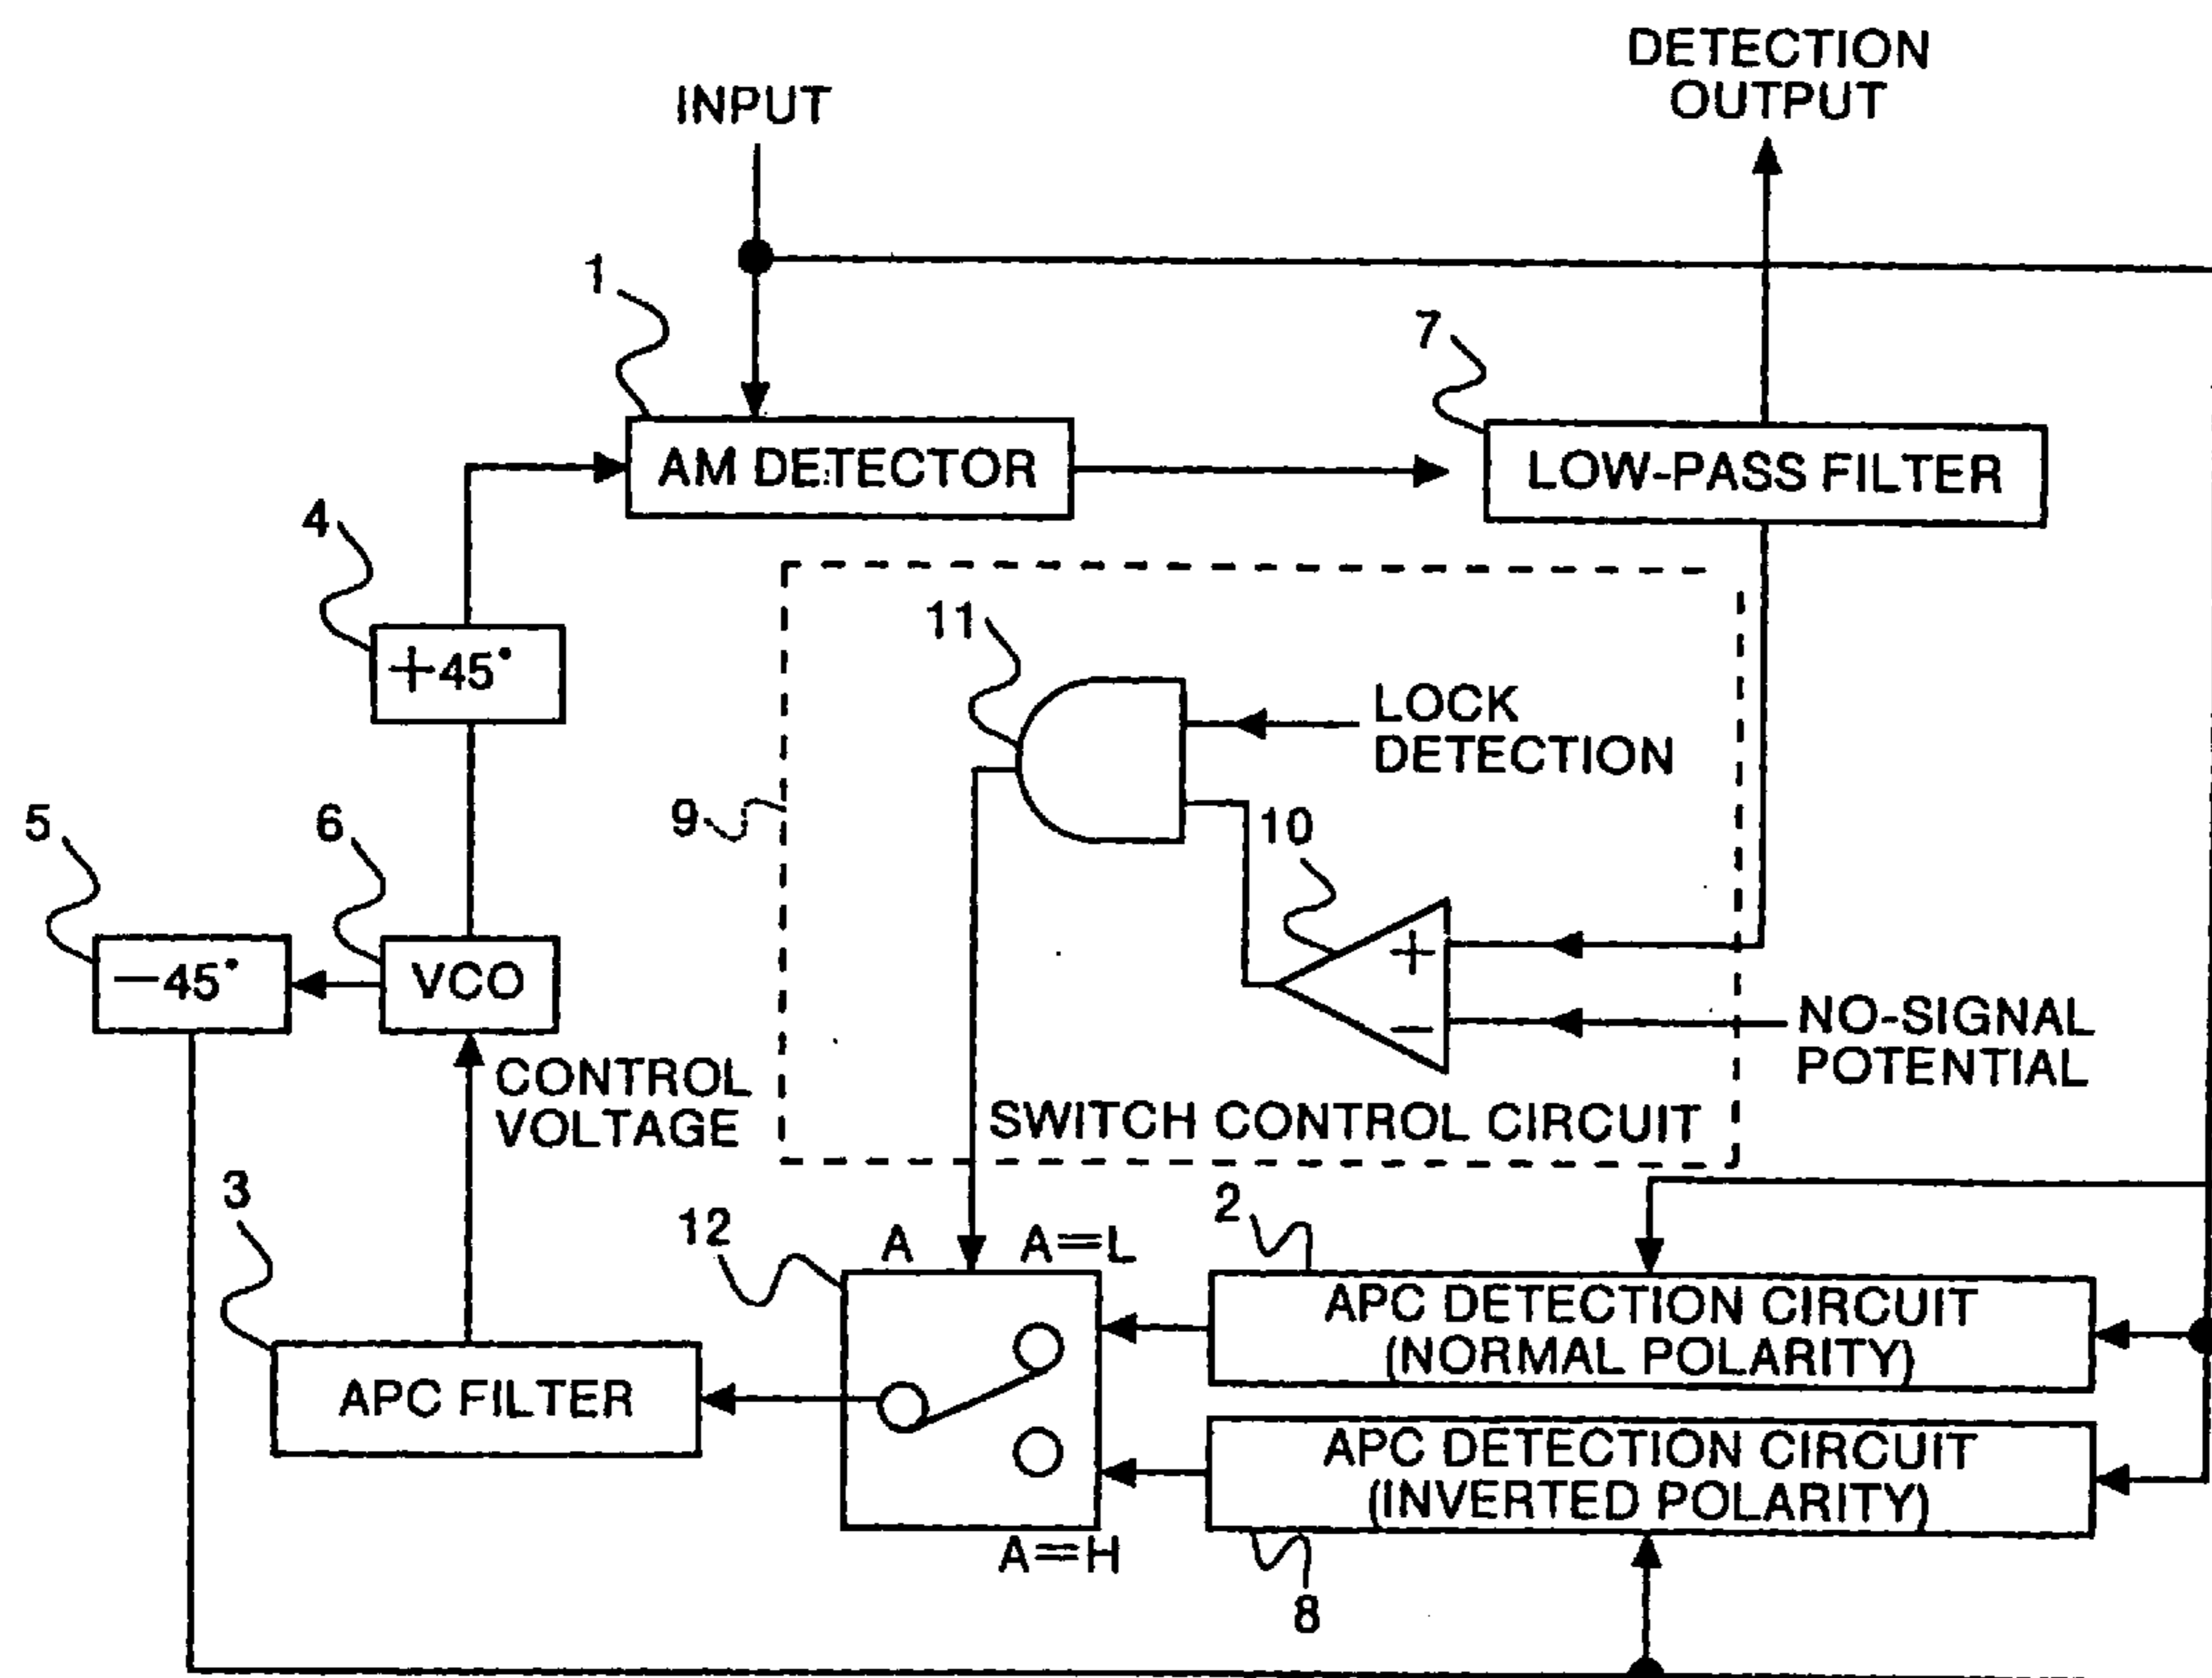 DETECTION
OUTPUT
INPUT
1
7
AM DETECTOR
LOW-PASS FILTER
4
+45°
11
LOCK
DETECTION
9
10
5
6
−45°
VCO
+
−
NO-SIGNAL
POTENTIAL
CONTROL
VOLTAGE
SWITCH CONTROL CIRCUIT
3
12
A
A=L
2
APC DETECTION CIRCUIT
(NORMAL POLARITY)
APC FILTER
APC DETECTION CIRCUIT
(INVERTED POLARITY)
A=H
8